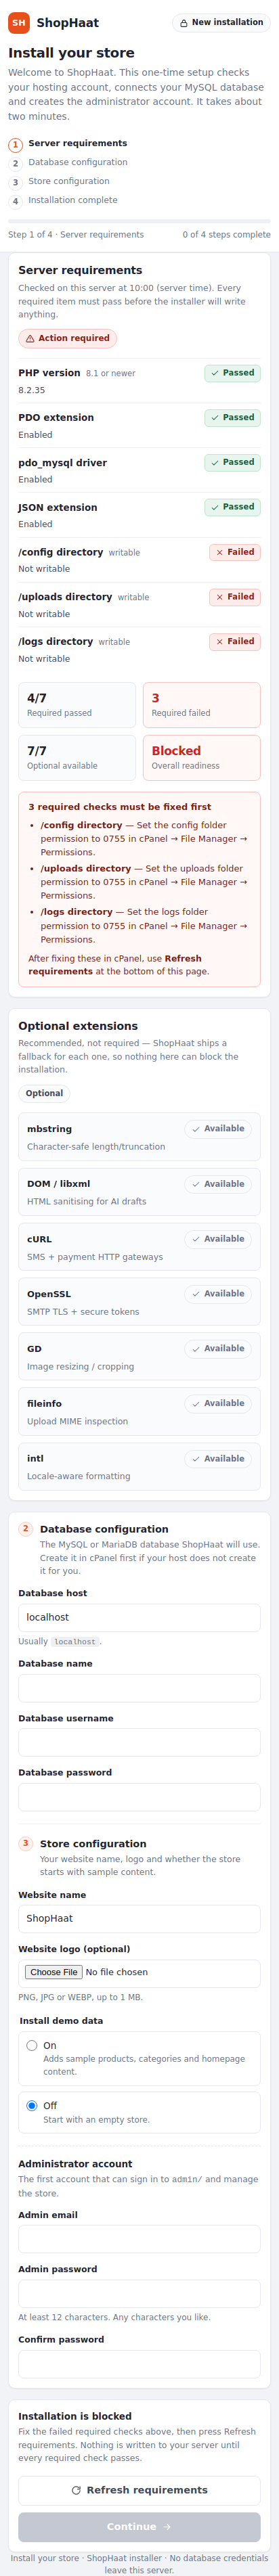 SH ShopHaat New installation
Install your store
Welcome to ShopHaat. This one-time setup checks
your hosting account, connects your MySQL database
and creates the administrator account. It takes about
two minutes.
1 Server requirements
2 Database configuration
3 Store configuration
4 Installation complete
Step 1 of 4 · Server requirements 0 of 4 steps complete
Server requirements
Checked on this server at 10:00 (server time). Every
required item must pass before the installer will write
anything.
Action required
PHP version 8.1 or newer Passed
8.2.35
PDO extension Passed
Enabled
pdo_mysql driver Passed
Enabled
JSON extension Passed
Enabled
/config directory writable Failed
Not writable
/uploads directory writable Failed
Not writable
/logs directory writable Failed
Not writable
4/7 3
Required passed Required failed
7/7 Blocked
Optional available Overall readiness
3 required checks must be fixed first
• /config directory — Set the config folder
permission to 0755 in cPanel → File Manager →
Permissions.
• /uploads directory — Set the uploads folder
permission to 0755 in cPanel → File Manager →
Permissions.
• /logs directory — Set the logs folder
permission to 0755 in cPanel → File Manager →
Permissions.
After fixing these in cPanel, use Refresh
requirements at the bottom of this page.
Optional extensions
Recommended, not required — ShopHaat ships a
fallback for each one, so nothing here can block the
installation.
Optional
mbstring Available
Character-safe length/truncation
DOM / libxml Available
HTML sanitising for AI drafts
cURL Available
SMS + payment HTTP gateways
OpenSSL Available
SMTP TLS + secure tokens
GD Available
Image resizing / cropping
fileinfo Available
Upload MIME inspection
intl Available
Locale-aware formatting
2 Database configuration
The MySQL or MariaDB database ShopHaat will use.
Create it in cPanel first if your host does not create
it for you.
Database host
localhost
Usually localhost.
Database name
Database username
Database password
3 Store configuration
Your website name, logo and whether the store
starts with sample content.
Website name
ShopHaat
Website logo (optional)
Choose File No file chosen
PNG, JPG or WEBP, up to 1 MB.
Install demo data
On
Adds sample products, categories and homepage
content.
Off
Start with an empty store.
Administrator account
The first account that can sign in to admin/ and manage
the store.
Admin email
Admin password
At least 12 characters. Any characters you like.
Confirm password
Installation is blocked
Fix the failed required checks above, then press Refresh
requirements. Nothing is written to your server until
every required check passes.
Refresh requirements
Continue →
Install your store · ShopHaat installer · No database credentials
leave this server.